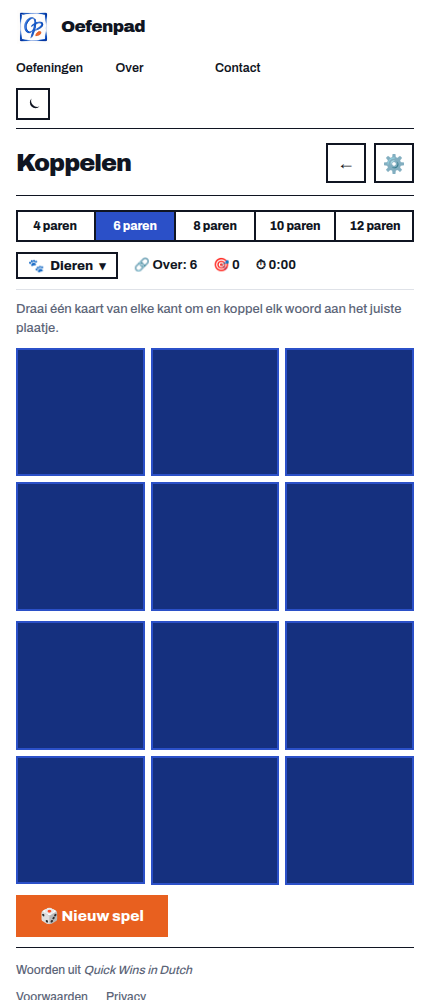 Oefenpad
Oefeningen Over Contact
Koppelen
←
4 paren 6 paren 8 paren 10 paren 12 paren
🐾 Dieren ▾ 🔗 Over: 6 🎯 0 ⏱ 0:00
Draai één kaart van elke kant om en koppel elk woord aan het juiste
plaatje.
🎲 Nieuw spel
Woorden uit Quick Wins in Dutch
Voorwaarden Privacy